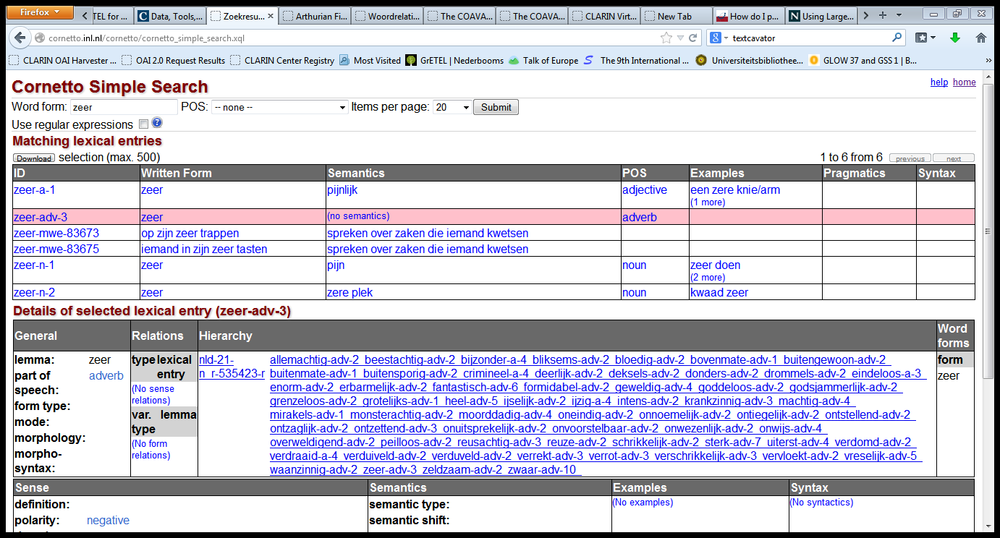 Firefox
TEL for ... Data, Tools,... Zoekresu... Arthurian Fi... Woordrelati... The COAVA... The COAVA... CLARIN Virt... New Tab How do I p... Using Large...
cornetto.inl.nl/cornetto/cornetto_simple_search.xql textcavator
CLARIN OAI Harvester ... OAI 2.0 Request Results CLARIN Center Registry Most Visited GrETEL | Nederbooms Talk of Europe The 9th International ... Universiteitsbibliothee... GLOW 37 and GSS 1 | B... »
Cornetto Simple Search help home
Word form: zeer POS: -- none -- Items per page: 20 Submit
Use regular expressions ?
Matching lexical entries
Download selection (max. 500) 1 to 6 from 6 previous next
ID Written Form Semantics POS Examples Pragmatics Syntax
zeer-a-1 zeer pijnlijk adjective een zere knie/arm
(1 more)
zeer-adv-3 zeer (no semantics) adverb
zeer-mwe-83673 op zijn zeer trappen spreken over zaken die iemand kwetsen
zeer-mwe-83675 iemand in zijn zeer tasten spreken over zaken die iemand kwetsen
zeer-n-1 zeer pijn noun zeer doen
(2 more)
zeer-n-2 zeer zere plek noun kwaad zeer
Details of selected lexical entry (zeer-adv-3)
General Relations Hierarchy Word forms
lemma: zeer
part of speech: adverb
form type:
mode:
morphology:
morpho-syntax:
type lexical entry
(No sense relations)
var. type lemma
(No form relations)
nld-21-
n_r-535423-r
allemachtig-adv-2 beestachtig-adv-2 bijzonder-a-4 bliksems-adv-2 bloedig-adv-2 bovenmate-adv-1 buitengewoon-adv-2
buitenmate-adv-1 buitensporig-adv-2 crimineel-a-4 deerlijk-adv-2 deksels-adv-2 donders-adv-2 drommels-adv-2 eindeloos-a-3
enorm-adv-2 erbarmelijk-adv-2 fantastisch-adv-6 formidabel-adv-2 geweldig-adv-4 goddeloos-adv-2 godsjammerlijk-adv-2
grenzeloos-adv-2 grotelijks-adv-1 heel-adv-5 ijselijk-adv-2 ijzig-a-4 intens-adv-2 krankzinnig-adv-3 machtig-adv-4
mirakels-adv-1 monsterachtig-adv-2 moorddadig-adv-4 oneindig-adv-2 onnoemelijk-adv-2 ontiegelijk-adv-2 ontstellend-adv-2
ontzaglijk-adv-2 ontzettend-adv-3 onuitsprekelijk-adv-2 onvoorstelbaar-adv-2 onwezenlijk-adv-2 onwijs-adv-4
overweldigend-adv-2 peilloos-adv-2 reusachtig-adv-3 reuze-adv-2 schrikkelijk-adv-2 sterk-adv-7 uiterst-adv-4 verdomd-adv-2
verdraaid-a-4 verduiveld-adv-2 verduveld-adv-2 verrekt-adv-3 verrot-adv-3 verschrikkelijk-adv-3 vervloekt-adv-2 vreselijk-adv-5
waanzinnig-adv-2 zeer-adv-3 zeldzaam-adv-2 zwaar-adv-10
form
zeer
Sense Semantics Examples Syntax
definition: semantic type: (No examples) (No syntactics)
polarity: negative semantic shift: